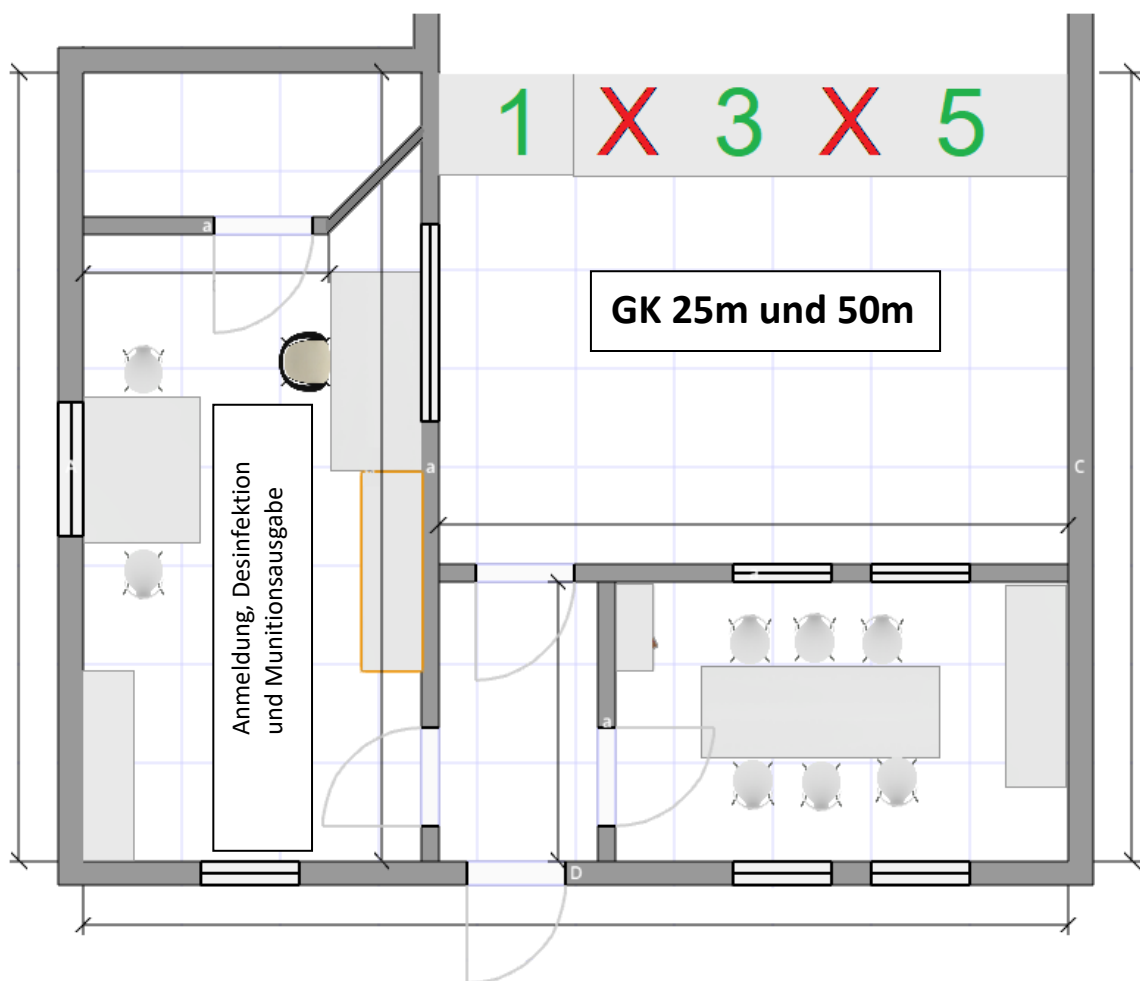 1 X 3 X 5
a
GK 25m und 50m
a
C
Anmeldung, Desinfektion
und Munitionsausgabe
a
D